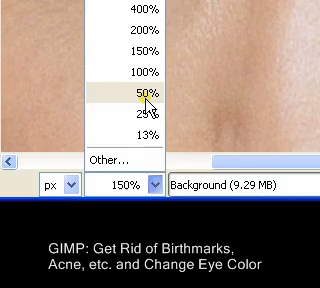 400%
200%
150%
100%
50%
25%
13%
Other...
px 150% Background (9.29 MB)
GIMP: Get Rid of Birthmarks,
Acne, etc. and Change Eye Color